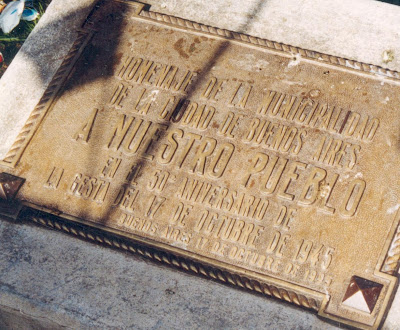 HOMENAJE DE LA MUNICIPALIDAD
DE LA CIUDAD DE BUENOS AIRES
A NUESTRO PUEBLO
EN EL 50 ANIVERSARIO DE
LA GESTA DEL 17 DE OCTUBRE DE 1945
BUENOS AIRES 17 DE OCTUBRE DE